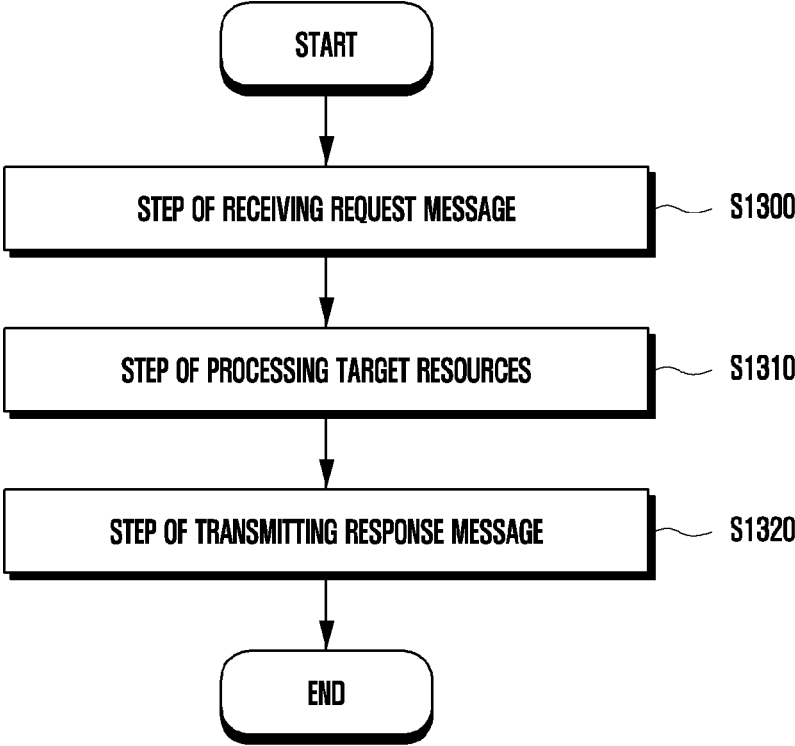 START
STEP OF RECEIVING REQUEST MESSAGE
S1300
STEP OF PROCESSING TARGET RESOURCES
S1310
STEP OF TRANSMITTING RESPONSE MESSAGE
S1320
END